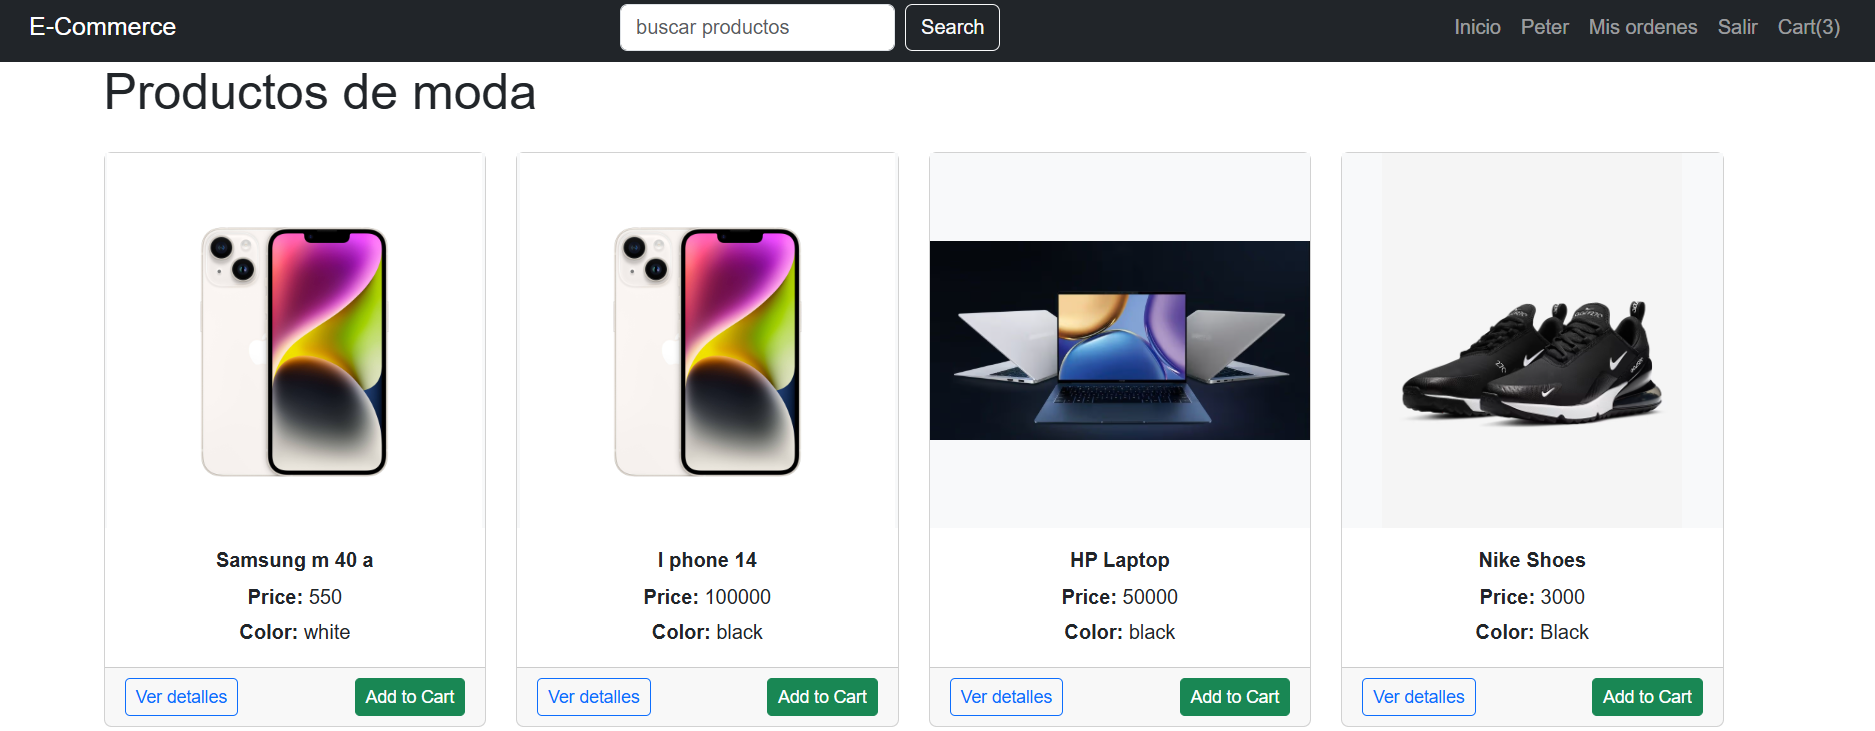 E-Commerce
buscar productos
Search
Inicio Peter Mis ordenes Salir Cart(3)
Productos de moda
Samsung m 40 a
Price: 550
Color: white
Ver detalles Add to Cart
I phone 14
Price: 100000
Color: black
Ver detalles Add to Cart
HP Laptop
Price: 50000
Color: black
Ver detalles Add to Cart
Nike Shoes
Price: 3000
Color: Black
Ver detalles Add to Cart